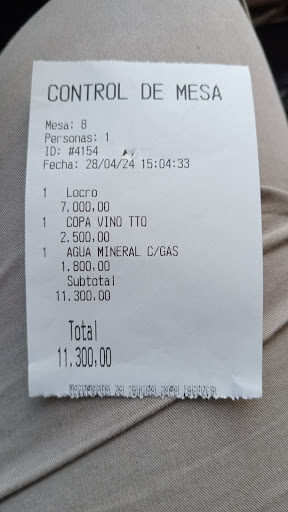 CONTROL DE MESA
Mesa: 8
Personas: 1
ID: #4154
Fecha: 28/04/24 15:04:33
1 Locro
7.000,00
1 COPA VINO TTO
2.500,00
1 AGUA MINERAL C/GAS
1.800,00
Subtotal
11.300,00
Total
11.300,00